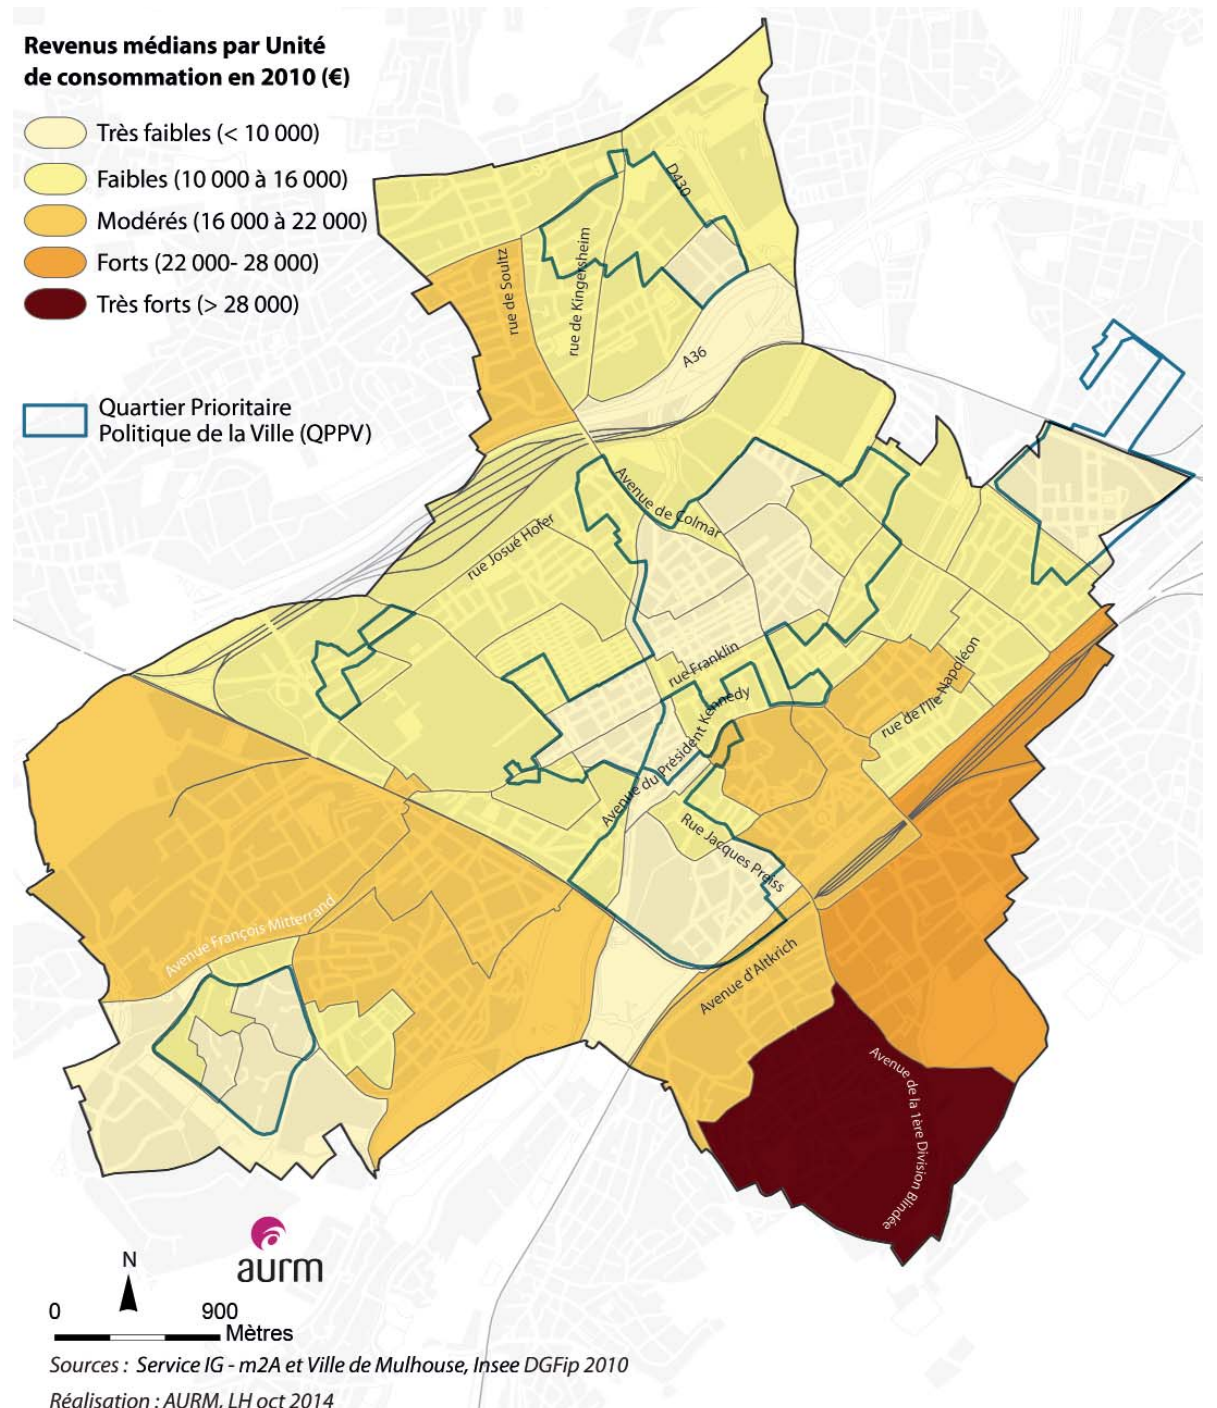 Revenus médians par Unité
de consommation en 2010 (€)
Très faibles (< 10 000)
Faibles (10 000 à 16 000)
Modérés (16 000 à 22 000)
Forts (22 000- 28 000)
Très forts (> 28 000)
Quartier Prioritaire
Politique de la Ville (QPPV)
D430
rue de Soultz
rue de Kingersheim
A36
Avenue de Colmar
rue Josué Hofer
rue Franklin
rue de l'Ile Napoléon
Avenue du Président Kennedy
Rue Jacques Preiss
Avenue François Mitterrand
Avenue d'Altkrich
Avenue de la 1ère Division Blindée
aurm
N
0 900
Mètres
Sources : Service IG - m2A et Ville de Mulhouse, Insee DGFip 2010
Réalisation : AURM, LH oct 2014